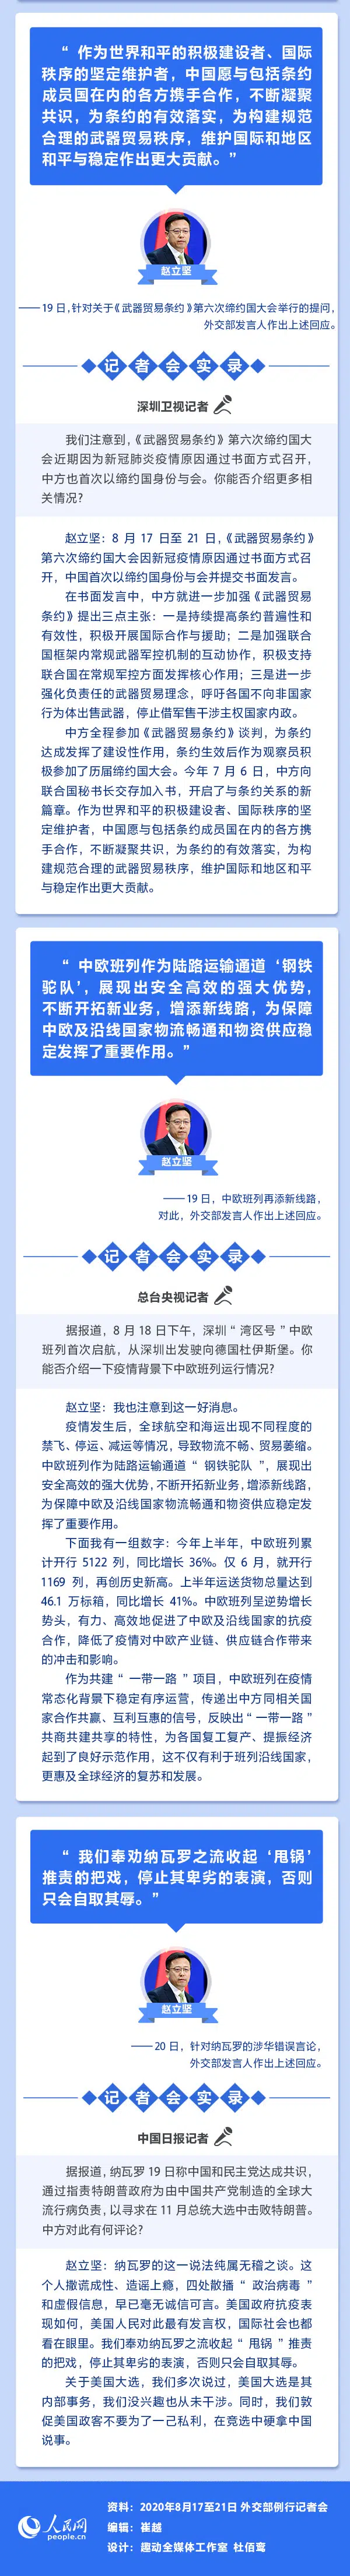 “ 作为世界和平的积极建设者、国际
秩序的坚定维护者，中国愿与包括条约
成员国在内的各方携手合作，不断凝聚
共识，为条约的有效落实，为构建规范
合理的武器贸易秩序，维护国际和地区
和平与稳定作出更大贡献。”
赵立坚
——19 日，针对关于《武器贸易条约》第六次缔约国大会举行的提问，
外交部发言人作出上述回应。
记者会实录
深圳卫视记者
我们注意到，《武器贸易条约》第六次缔约国大
会近期因为新冠肺炎疫情原因通过书面方式召开，
中方也首次以缔约国身份与会。你能否介绍更多相
关情况？
赵立坚：8 月 17 日至 21 日，《武器贸易条约》
第六次缔约国大会因新冠疫情原因通过书面方式召
开，中国首次以缔约国身份与会并提交书面发言。
在书面发言中，中方就进一步加强《武器贸易
条约》提出三点主张：一是持续提高条约普遍性和
有效性，积极开展国际合作与援助；二是加强联合
国框架内常规武器军控机制的互动协作，积极支持
联合国在常规军控方面发挥核心作用；三是进一步
强化负责任的武器贸易理念，呼吁各国不向非国家
行为体出售武器，停止借军售干涉主权国家内政。
中方全程参加《武器贸易条约》谈判，为条约
达成发挥了建设性作用，条约生效后作为观察员积
极参加了历届缔约国大会。今年 7 月 6 日，中方向
联合国秘书长交存加入书，开启了与条约关系的新
篇章。作为世界和平的积极建设者、国际秩序的坚
定维护者，中国愿与包括条约成员国在内的各方携
手合作，不断凝聚共识，为条约的有效落实，为构
建规范合理的武器贸易秩序，维护国际和地区和平
与稳定作出更大贡献。
“ 中欧班列作为陆路运输通道‘钢铁
驼队’，展现出安全高效的强大优势，
不断开拓新业务，增添新线路，为保障
中欧及沿线国家物流畅通和物资供应稳
定发挥了重要作用。”
赵立坚
——19 日，中欧班列再添新线路，
对此，外交部发言人作出上述回应。
记者会实录
总台央视记者
据报道，8 月 18 日下午，深圳“ 湾区号 ”中欧
班列首次启航，从深圳出发驶向德国杜伊斯堡。你
能否介绍一下疫情背景下中欧班列运行情况？
赵立坚：我也注意到这一好消息。
疫情发生后，全球航空和海运出现不同程度的
禁飞、停运、减运等情况，导致物流不畅、贸易萎缩。
中欧班列作为陆路运输通道“ 钢铁驼队 ”，展现出
安全高效的强大优势，不断开拓新业务，增添新线路，
为保障中欧及沿线国家物流畅通和物资供应稳定发
挥了重要作用。
下面我有一组数字：今年上半年，中欧班列累
计开行 5122 列，同比增长 36%。仅 6 月，就开行
1169 列，再创历史新高。上半年运送货物总量达到
46.1 万标箱，同比增长 41%。中欧班列呈逆势增长
势头，有力、高效地促进了中欧及沿线国家的抗疫
合作，降低了疫情对中欧产业链、供应链合作带来
的冲击和影响。
作为共建“ 一带一路 ”项目，中欧班列在疫情
常态化背景下稳定有序运营，传递出中方同相关国
家合作共赢、互利互惠的信号，反映出“一带一路”
共商共建共享的特性，为各国复工复产、提振经济
起到了良好示范作用，这不仅有利于班列沿线国家，
更惠及全球经济的复苏和发展。
“ 我们奉劝纳瓦罗之流收起‘甩锅’
推责的把戏，停止其卑劣的表演，否则
只会自取其辱。”
赵立坚
——20 日，针对纳瓦罗的涉华错误言论，
外交部发言人作出上述回应。
记者会实录
中国日报记者
据报道，纳瓦罗 19 日称中国和民主党达成共识，
通过指责特朗普政府为由中国共产党制造的全球大
流行病负责，以寻求在 11 月总统大选中击败特朗普。
中方对此有何评论？
赵立坚：纳瓦罗的这一说法纯属无稽之谈。这
个人撒谎成性、造谣上瘾，四处散播“ 政治病毒 ”
和虚假信息，早已毫无诚信可言。美国政府抗疫表
现如何，美国人民对此最有发言权，国际社会也都
看在眼里。我们奉劝纳瓦罗之流收起“ 甩锅 ”推责
的把戏，停止其卑劣的表演，否则只会自取其辱。
关于美国大选，我们多次说过，美国大选是其
内部事务，我们没兴趣也从未干涉。同时，我们敦
促美国政客不要为了一己私利，在竞选中硬拿中国
说事。
人民网
people.cn
资料：2020年8月17至21日 外交部例行记者会
编辑：崔越
设计：趣动全媒体工作室 杜佰鸾